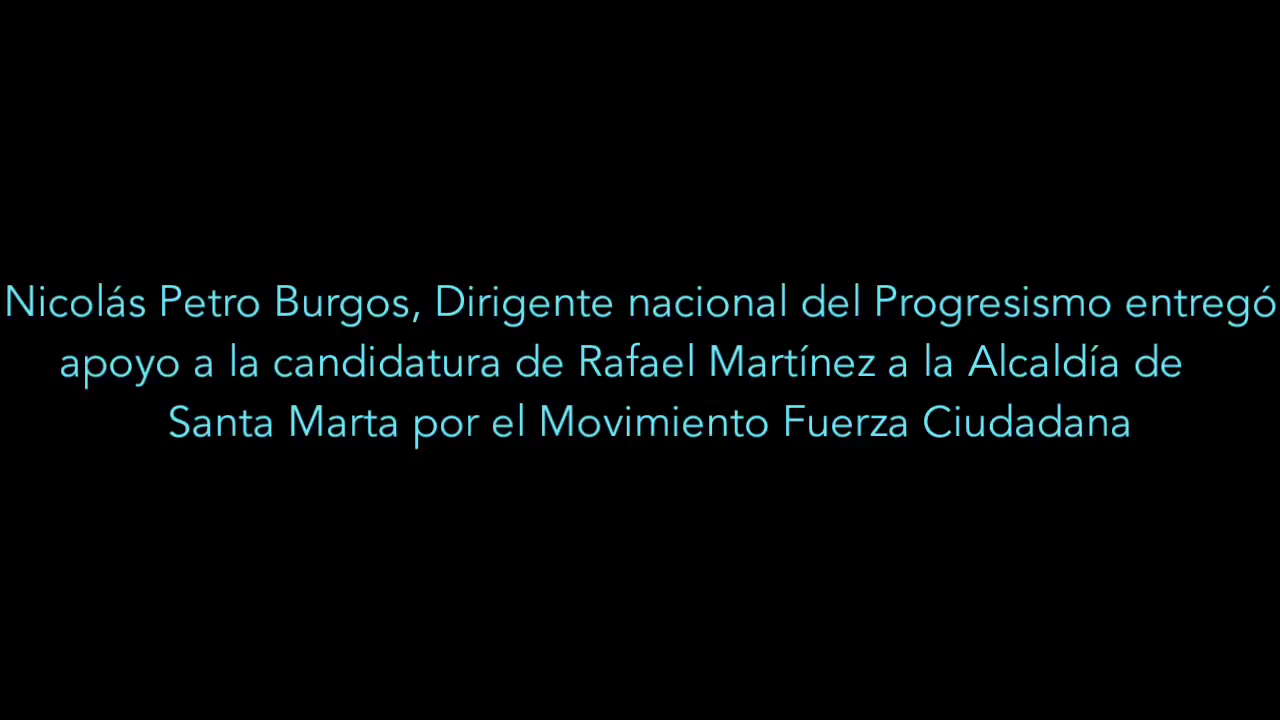 Nicolás Petro Burgos, Dirigente nacional del Progresismo entregó
apoyo a la candidatura de Rafael Martínez a la Alcaldía de
Santa Marta por el Movimiento Fuerza Ciudadana